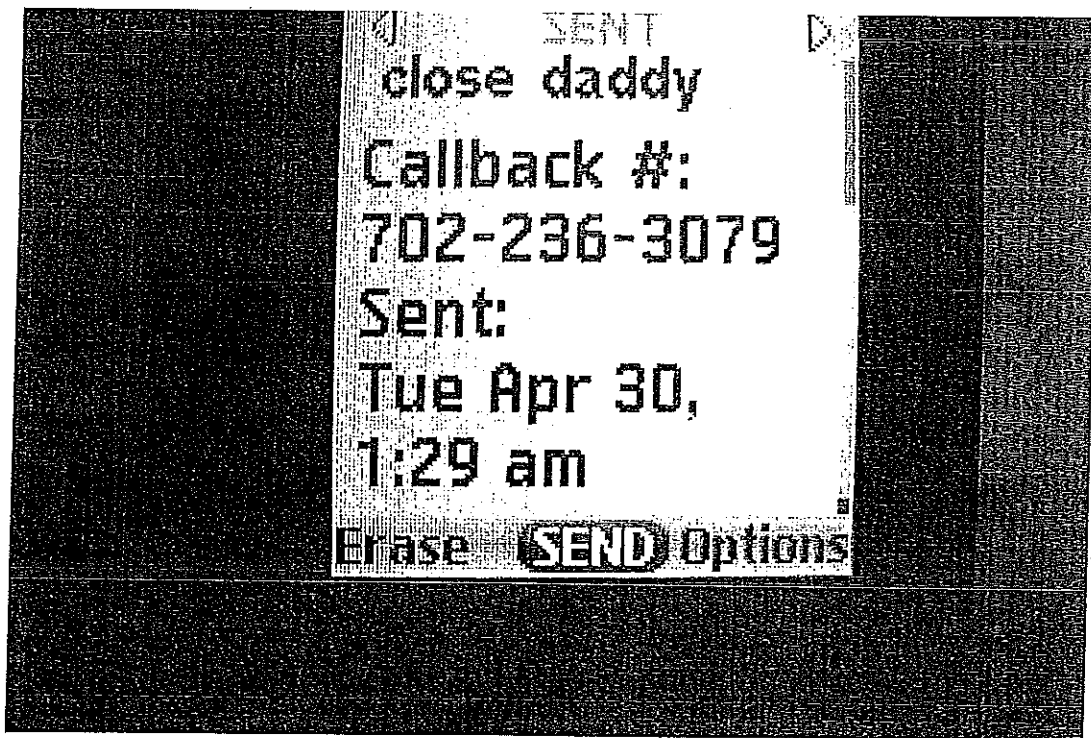 SENT
close daddy
Callback #:
702-236-3079
Sent:
Tue Apr 30,
1:29 am
Erase SEND Options